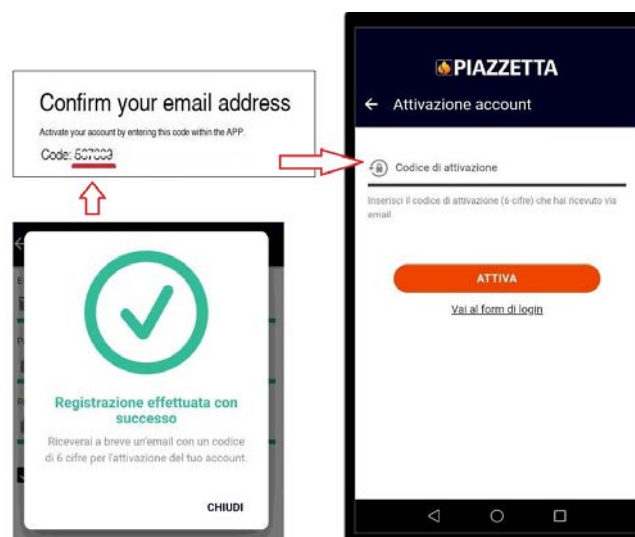 Confirm your email address
Activate your account by entering this code within the APP.
Code:
Registrazione effettuata con
successo
Riceverai a breve un'email con un codice
di 6 cifre per l'attivazione del tuo account.
CHIUDI
PIAZZETTA
Attivazione account
Codice di attivazione
Inserisci il codice di attivazione (6 cifre) che hai ricevuto via
email
ATTIVA
Vai al form di login